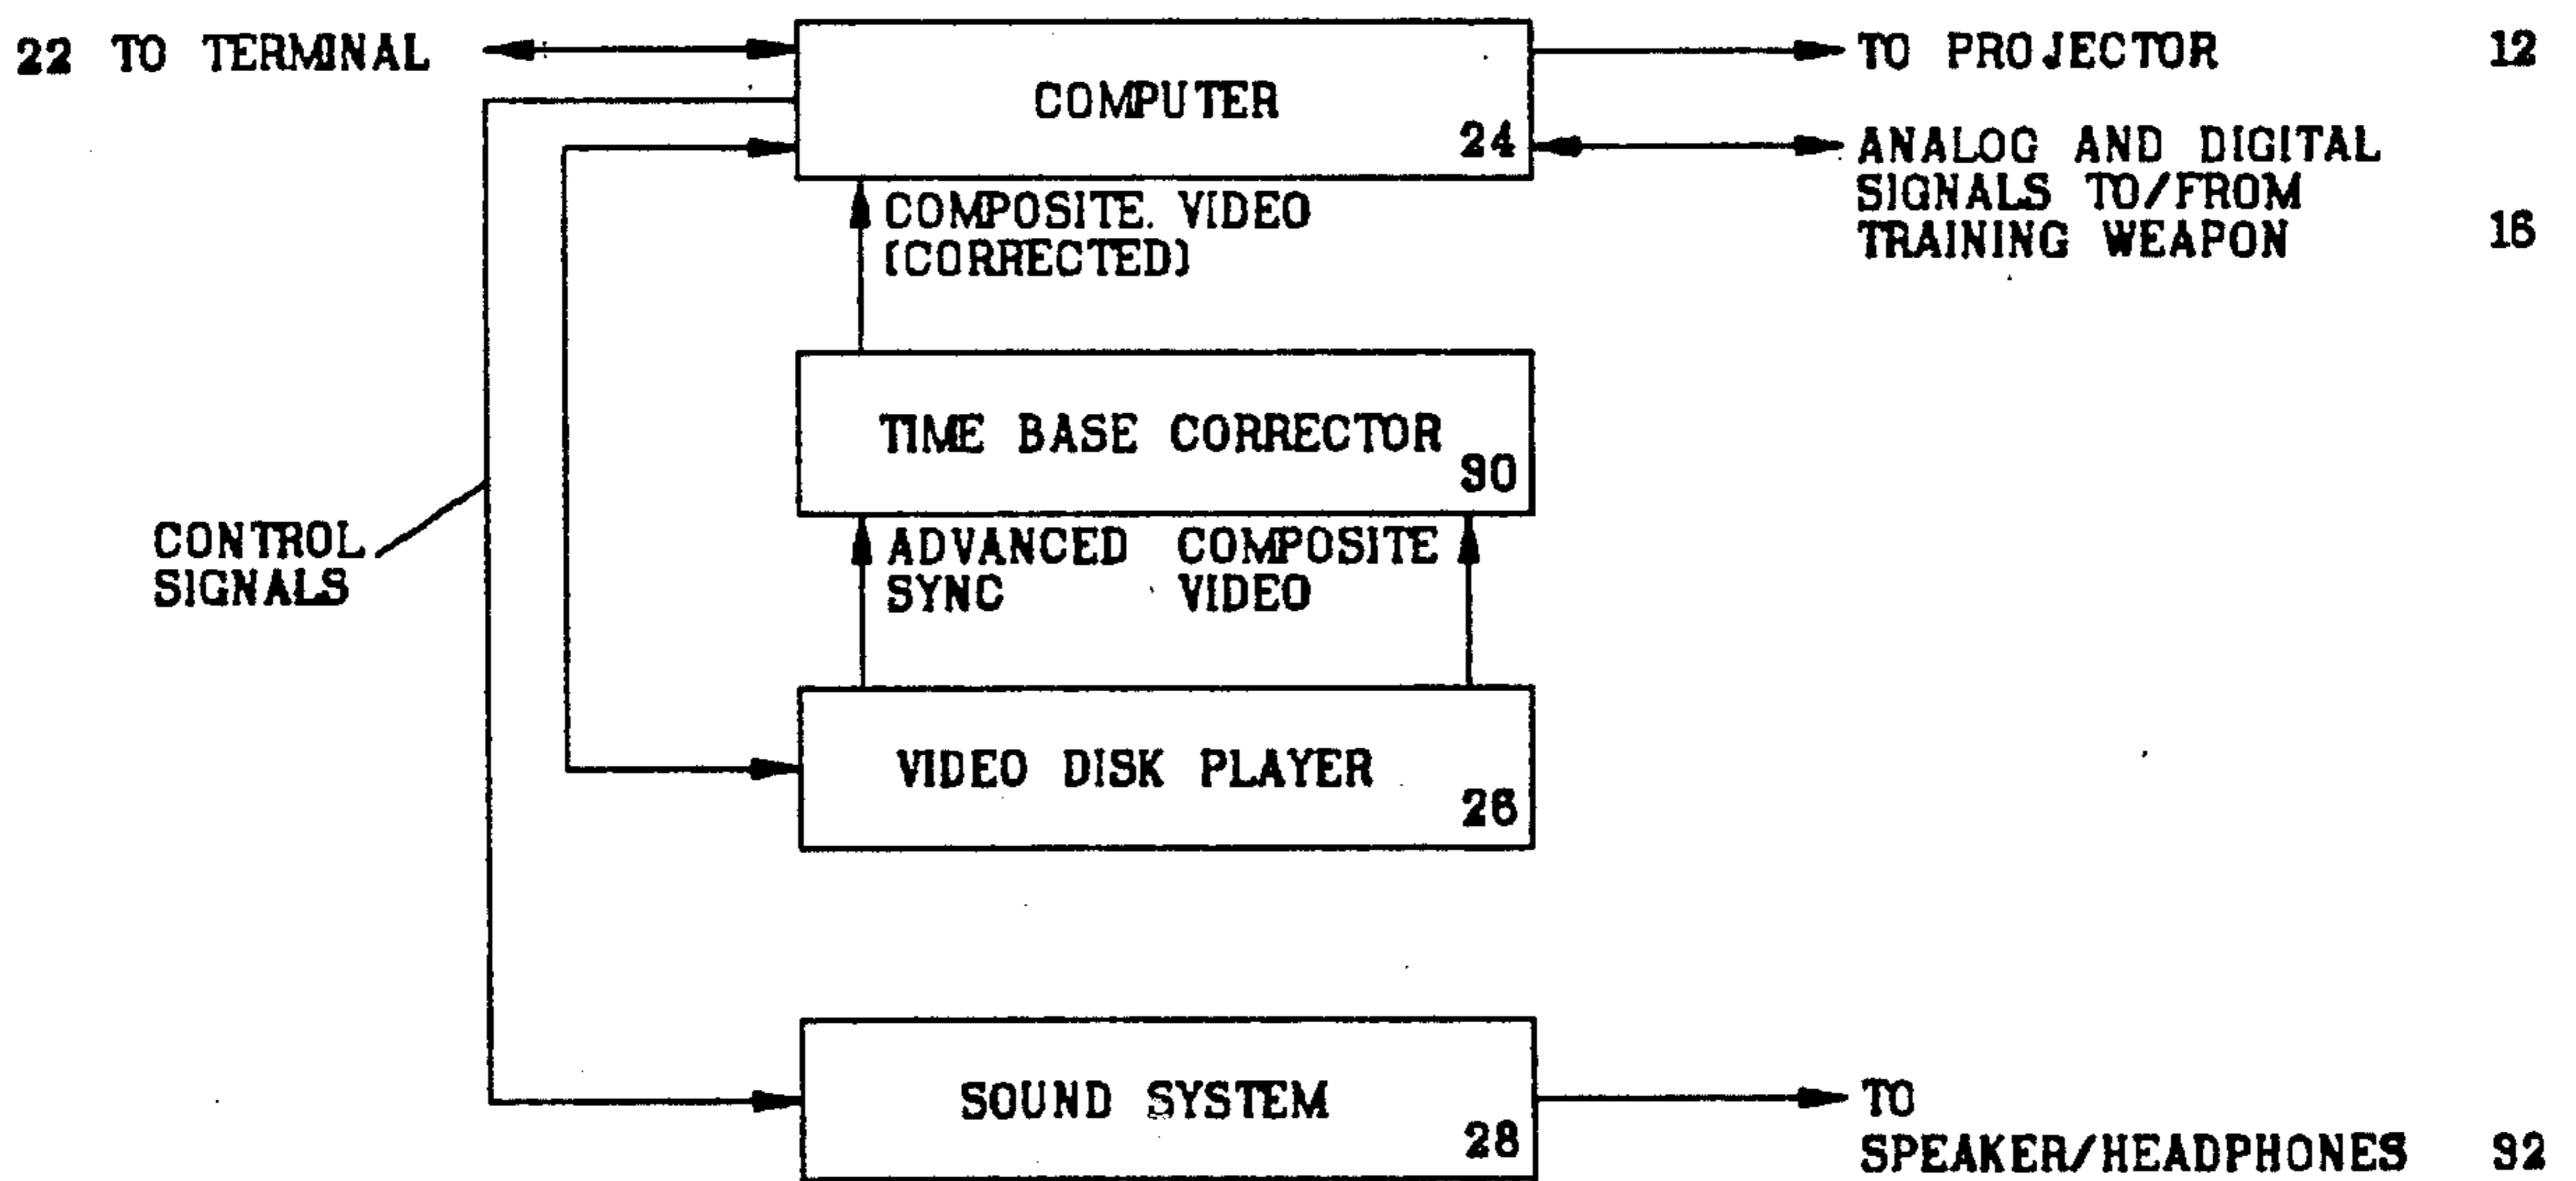 22 TO TERMINAL
COMPUTER
24
TO PROJECTOR 12
ANALOG AND DIGITAL
SIGNALS TO/FROM
TRAINING WEAPON 16
COMPOSITE VIDEO
(CORRECTED)
TIME BASE CORRECTOR
30
CONTROL
SIGNALS
ADVANCED COMPOSITE
SYNC VIDEO
VIDEO DISK PLAYER
26
SOUND SYSTEM
28
TO
SPEAKER/HEADPHONES 32